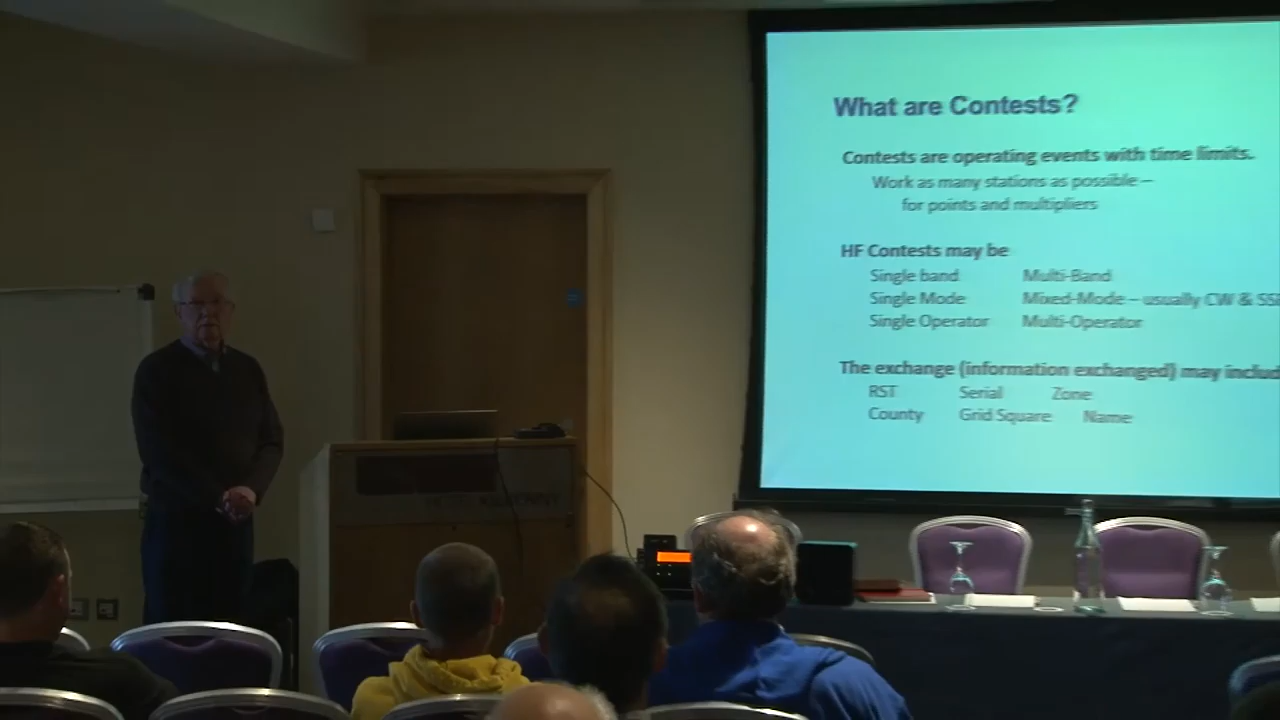 What are Contests?
Contests are operating events with time limits.
Work as many stations as possible –
for points and multipliers
HF Contests may be
Single band Multi-Band
Single Mode Mixed-Mode – usually CW &
Single Operator Multi-Operator
The exchange (information exchanged) may
RST Serial Zone
County Grid Square Name